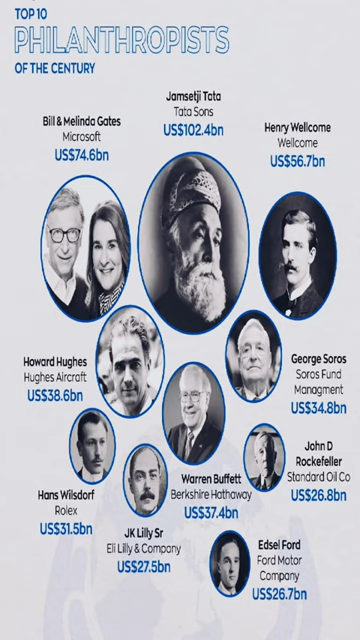 TOP 10
PHILANTHROPISTS
OF THE CENTURY
Jamsetji Tata
Tata Sons
US$102.4bn
Bill & Melinda Gates
Microsoft
US$74.6bn
Henry Wellcome
Wellcome
US$56.7bn
Howard Hughes
Hughes Aircraft
US$38.6bn
George Soros
Soros Fund
Managment
US$34.8bn
Warren Buffett
Berkshire Hathaway
US$37.4bn
John D
Rockefeller
Standard Oil Co
US$26.8bn
Hans Wilsdorf
Rolex
US$31.5bn
JK Lilly Sr
Eli Lilly & Company
US$27.5bn
Edsel Ford
Ford Motor
Company
US$26.7bn